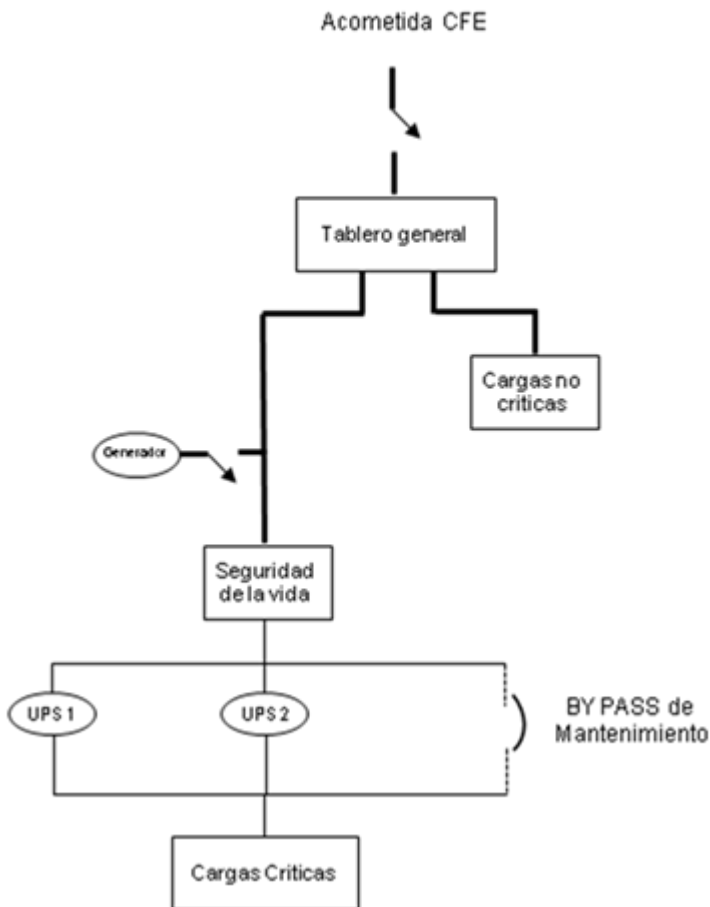 Acometida CFE
Tablero general
Cargas no
criticas
Generador
Seguridad
de la vida
UPS 1
UPS 2
BY PASS de
Mantenimiento
Cargas Criticas